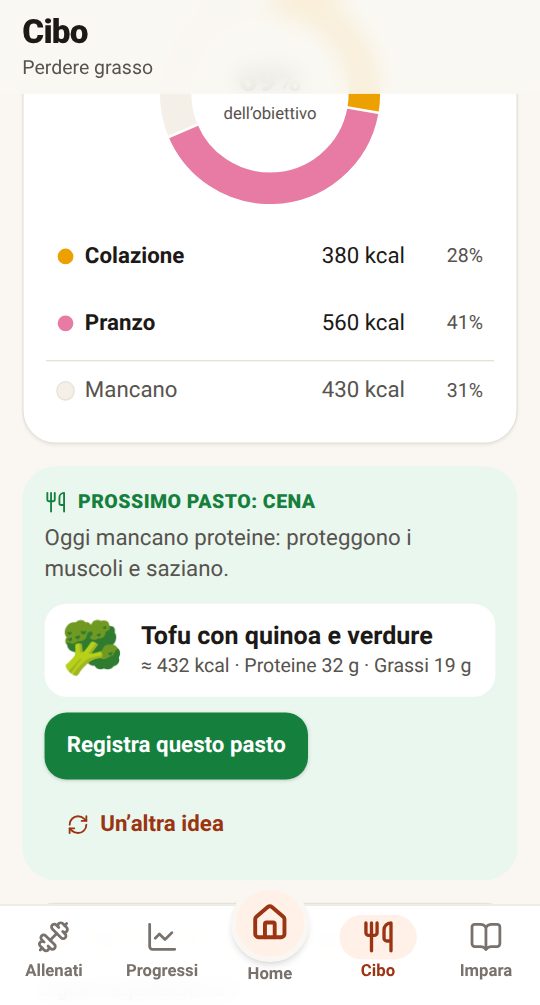 Cibo
Perdere grasso
69%
dell’obiettivo
Colazione 380 kcal 28%
Pranzo 560 kcal 41%
Mancano 430 kcal 31%
PROSSIMO PASTO: CENA
Oggi mancano proteine: proteggono i
muscoli e saziano.
Tofu con quinoa e verdure
≈ 432 kcal · Proteine 32 g · Grassi 19 g
Registra questo pasto
Un’altra idea
Allenati Progressi Home Cibo Impara